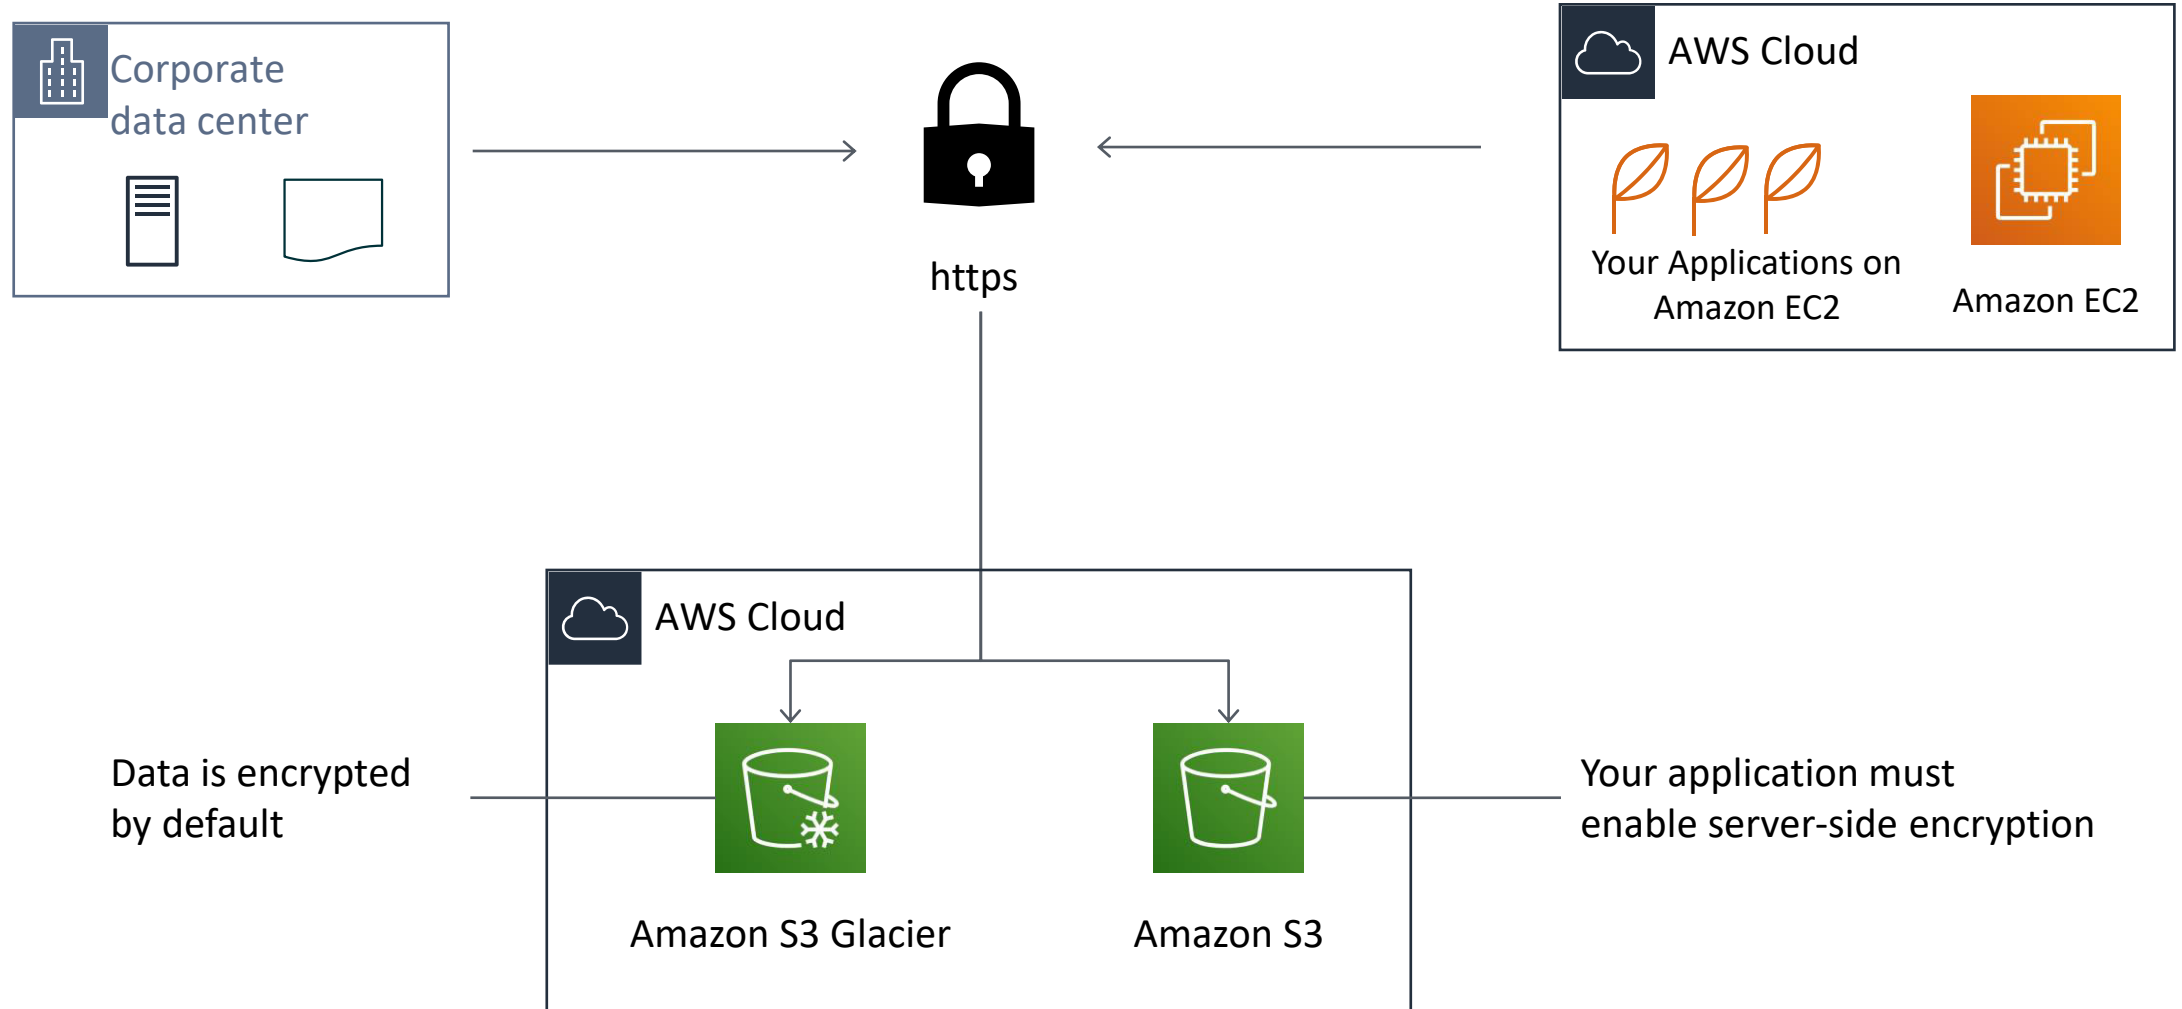 Corporate
data center
https
AWS Cloud
Your Applications on
Amazon EC2
Amazon EC2
AWS Cloud
Data is encrypted
by default
Your application must
enable server-side encryption
Amazon S3 Glacier
Amazon S3